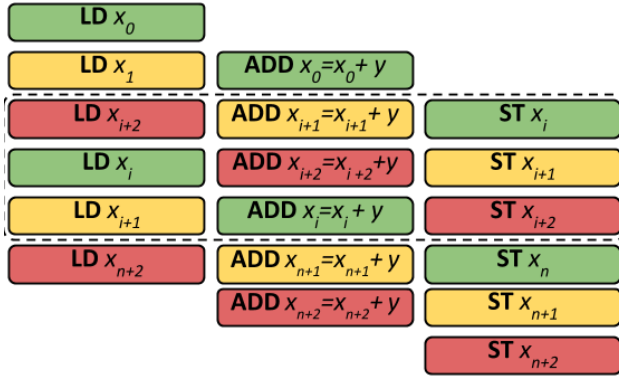 LD x₀
LD x₁ ADD x₀=x₀+ y
LD xᵢ₊₂ ADD xᵢ₊₁=xᵢ₊₁+ y ST xᵢ
LD xᵢ ADD xᵢ₊₂=xᵢ₊₂+y ST xᵢ₊₁
LD xᵢ₊₁ ADD xᵢ=xᵢ + y ST xᵢ₊₂
LD xₙ₊₂ ADD xₙ₊₁=xₙ₊₁+ y ST xₙ
ADD xₙ₊₂=xₙ₊₂+ y ST xₙ₊₁
ST xₙ₊₂